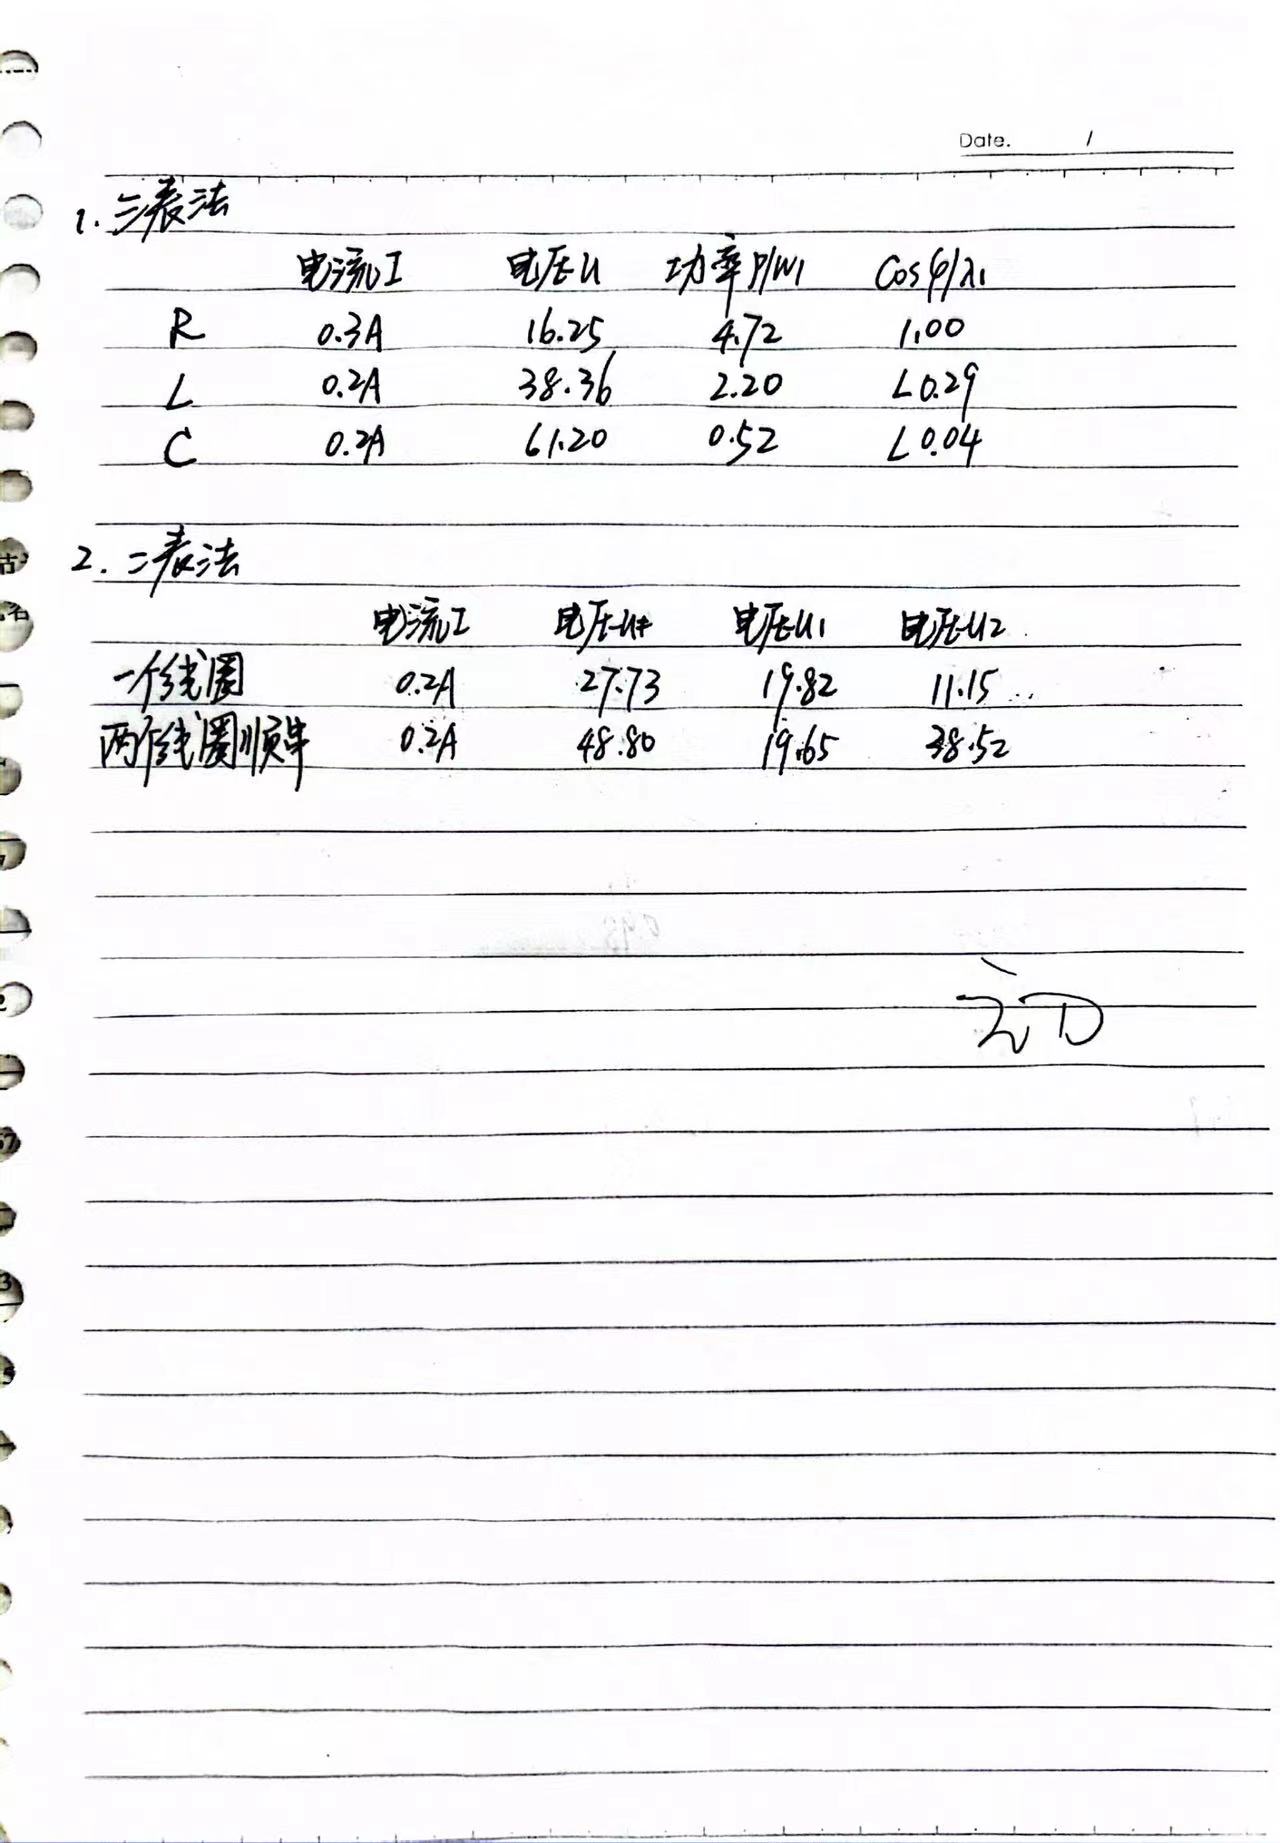 Date. /
1. 三表法
电流I 电压U 功率P/W1 cosφ/λ1
R 0.3A 16.25 4.72 1.00
L 0.2A 38.36 2.20 L0.29
C 0.2A 61.20 0.52 L0.04
2. 二表法
电流I 电压U 电压U1 电压U2
一个线圈 0.2A 27.73 19.82 11.15
两个线圈顺串 0.2A 48.80 19.65 38.52